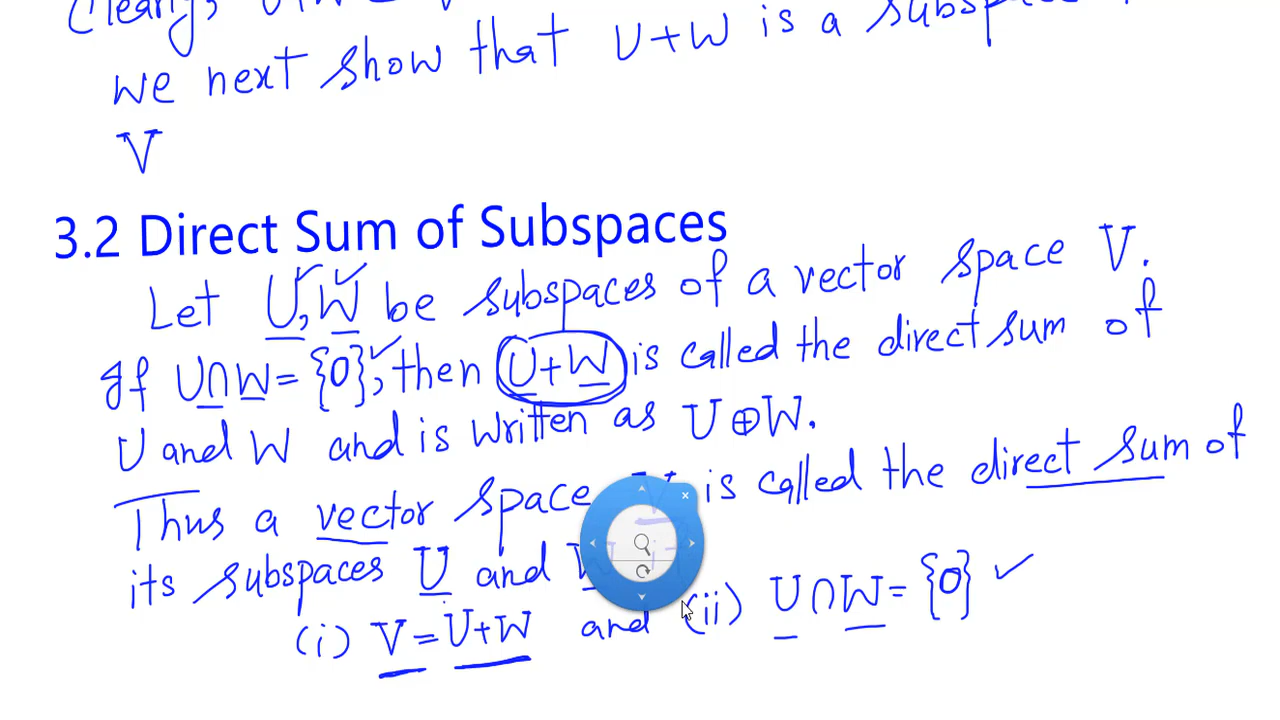 Clearly,
we next show that U+W is a subspace
V
3.2 Direct Sum of Subspaces
Let U,W be subspaces of a vector space V.
If U∩W={0}, then U+W is called the direct sum of
U and W and is written as U⊕W.
Thus a vector space is called the direct sum of
its subspaces U and
(i) V=U+W and (ii) U∩W={0}